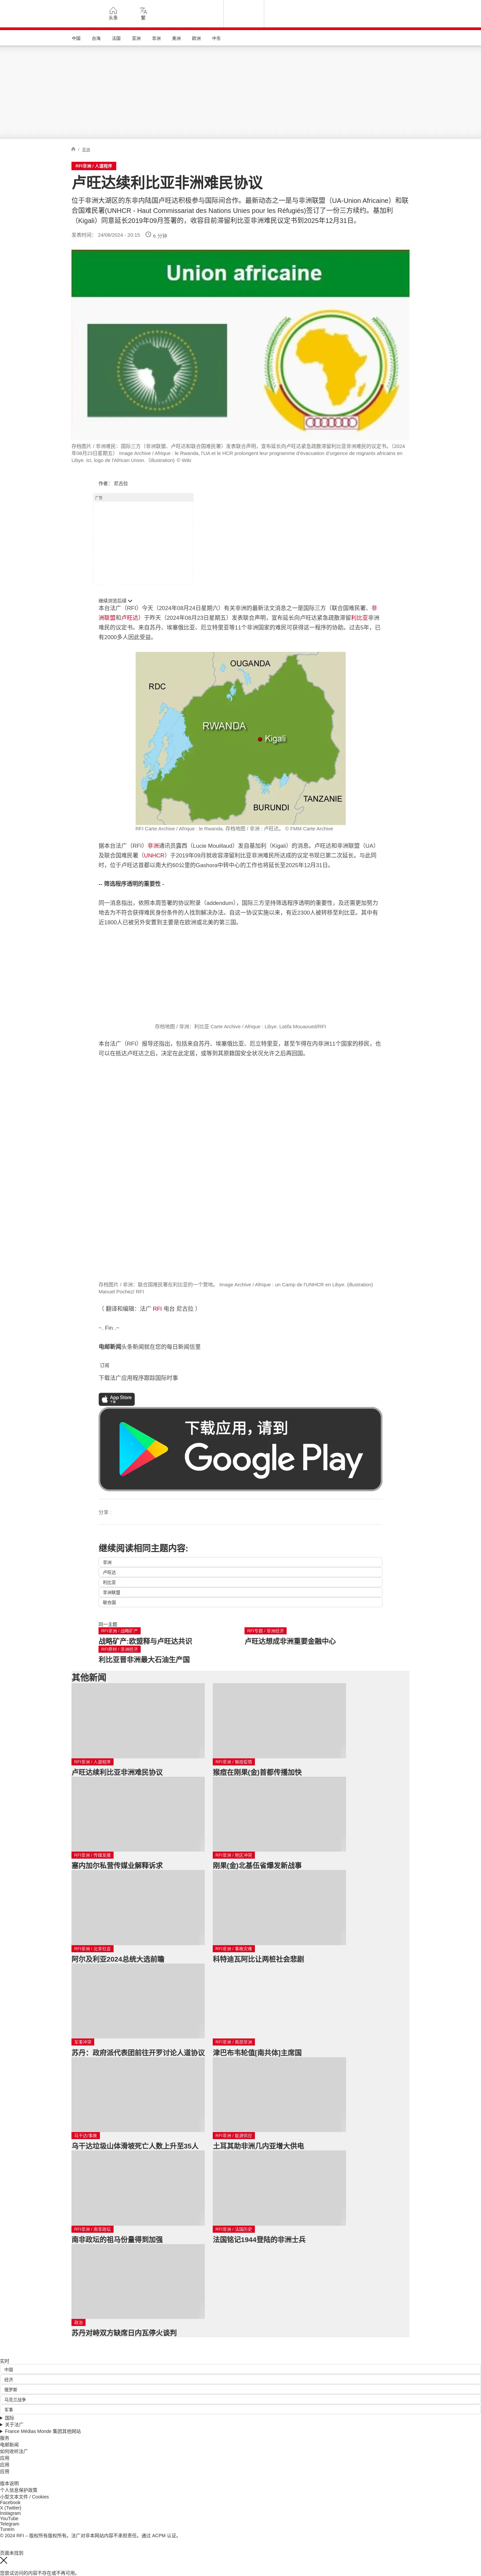 头条
繁
中国 台海 法国 亚洲 非洲 美洲 欧洲 中东
/ 非洲
RFI非洲 / 人道程序
卢旺达续利比亚非洲难民协议
位于非洲大湖区的东非内陆国卢旺达积极参与国际间合作。最新动态之一是与非洲联盟（UA-Union Africaine）和联
合国难民署(UNHCR - Haut Commissariat des Nations Unies pour les Réfugiés)签订了一份三方续约。基加利
（Kigali）同意延长2019年09月签署的，收容目前滞留利比亚非洲难民议定书到2025年12月31日。
发表时间： 24/08/2024 - 20:15 6 分钟
Union africaine
存档图片 / 非洲难民：国际三方（非洲联盟、卢旺达和联合国难民署）发表联合声明，宣布延长向卢旺达紧急疏散滞留利比亚非洲难民的议定书。（2024
年08月23日星期五） Image Archive / Afrique : le Rwanda, l'UA et le HCR prolongent leur programme d'évacuation d'urgence de migrants africains en
Libye. Ici, logo de l'African Union.（illustration) © Wiki
作者： 尼古拉
广告
继续浏览后续
本台法广（RFI）今天（2024年08月24日星期六）有关非洲的最新法文消息之一是国际三方（联合国难民署、非
洲联盟和卢旺达）于昨天（2024年08月23日星期五）发表联合声明，宣布延长向卢旺达紧急疏散滞留利比亚非洲
难民的议定书。来自苏丹、埃塞俄比亚、厄立特里亚等11个非洲国家的难民可获得这一程序的协助。过去5年，已
有2000多人因此受益。
OUGANDA
RDC
RWANDA
Kigali
TANZANIE
BURUNDI
RFI Carte Archive / Afrique : le Rwanda. 存档地图 / 非洲 : 卢旺达。 © FMM Carte Archive
据本台法广（RFI）非洲通讯员露西（Lucie Mouillaud）发自基加利（Kigali）的消息。卢旺达和非洲联盟（UA）
及联合国难民署（UNHCR）于2019年09月就收容滞留利比亚非洲难民所达成的议定书现已第二次延长。与此同
时，位于卢旺达首都以南大约60公里的Gashora中转中心的工作也将延长至2025年12月31日。
-- 筛选程序透明的重要性 -
同一消息指出，依照本周签署的协议附录（addendum），国际三方坚持筛选程序透明的重要性，及还需更加努力
地去为不符合获得难民身份条件的人找到解决办法。自这一协议实施以来，有近2300人被转移至利比亚。其中有
近1800人已被另外安置到主要是在欧洲或北美的第三国。
存档地图 / 非洲：利比亚 Carte Archive / Afrique : Libye. Latifa Mouaoued/RFI
本台法广（RFI）报导还指出，包括来自苏丹、埃塞俄比亚、厄立特里亚，甚至乍得在内非洲11个国家的移民，也
可以在抵达卢旺达之后，决定在此定居，或等到其原籍国安全状况允许之后再回国。
存档图片 / 非洲：联合国难民署在利比亚的一个营地。 Image Archive / Afrique : un Camp de l'UNHCR en Libye. (illustration)
Manuel Pochez/ RFI
（ 翻译和编辑：法广 RFI 电台 尼古拉 ）
~. Fin .~
电邮新闻头条新闻就在您的每日新闻信里
订阅
下载法广应用程序跟踪国际时事
App Store
下载应用，请到
Google Play
分享 :
继续阅读相同主题内容:
非洲
卢旺达
利比亚
非洲联盟
联合国
同一主题
RFI非洲 / 战略矿产
战略矿产:欧盟释与卢旺达共识
RFI专题 / 非洲经济
卢旺达想成非洲重要金融中心
RFI原材 / 非洲经济
利比亚晋非洲最大石油生产国
其他新闻
RFI非洲 / 人道程序
卢旺达续利比亚非洲难民协议
RFI非洲 / 猴痘疫情
猴痘在刚果(金)首都传播加快
RFI非洲 / 传媒发展
塞内加尔私营传媒业解释诉求
RFI非洲 / 地区冲突
刚果(金)北基伍省爆发新战事
RFI非洲 / 北非社会
阿尔及利亚2024总统大选前瞻
RFI非洲 / 事故灾难
科特迪瓦阿比让两桩社会悲剧
苏丹冲突
苏丹：政府派代表团前往开罗讨论人道协议
RFI非洲 / 南部非洲
津巴布韦轮值[南共体]主席国
乌干达/事故
乌干达垃圾山体滑坡死亡人数上升至35人
RFI非洲 / 能源供应
土耳其助非洲几内亚增大供电
RFI非洲 / 南非政坛
南非政坛的祖马份量得到加强
RFI非洲 / 法国历史
法国铭记1944登陆的非洲士兵
政治
苏丹对峙双方缺席日内瓦停火谈判
实时
中国
经济
俄罗斯
乌克兰战争
军事
国际
关于法广
France Médias Monde 集团其他网站
服务
电邮新闻
如何收听法广
应用
应用
应用
版本说明
个人信息保护政策
小型文本文件 / Cookies
Facebook
X (Twitter)
Instagram
YouTube
Telegram
TuneIn
© 2024 RFI – 版权所有版权所有。法广对非本网站内容不承担责任。通过 ACPM 认证。
页面未找到
您尝试访问的内容不存在或不再可用。